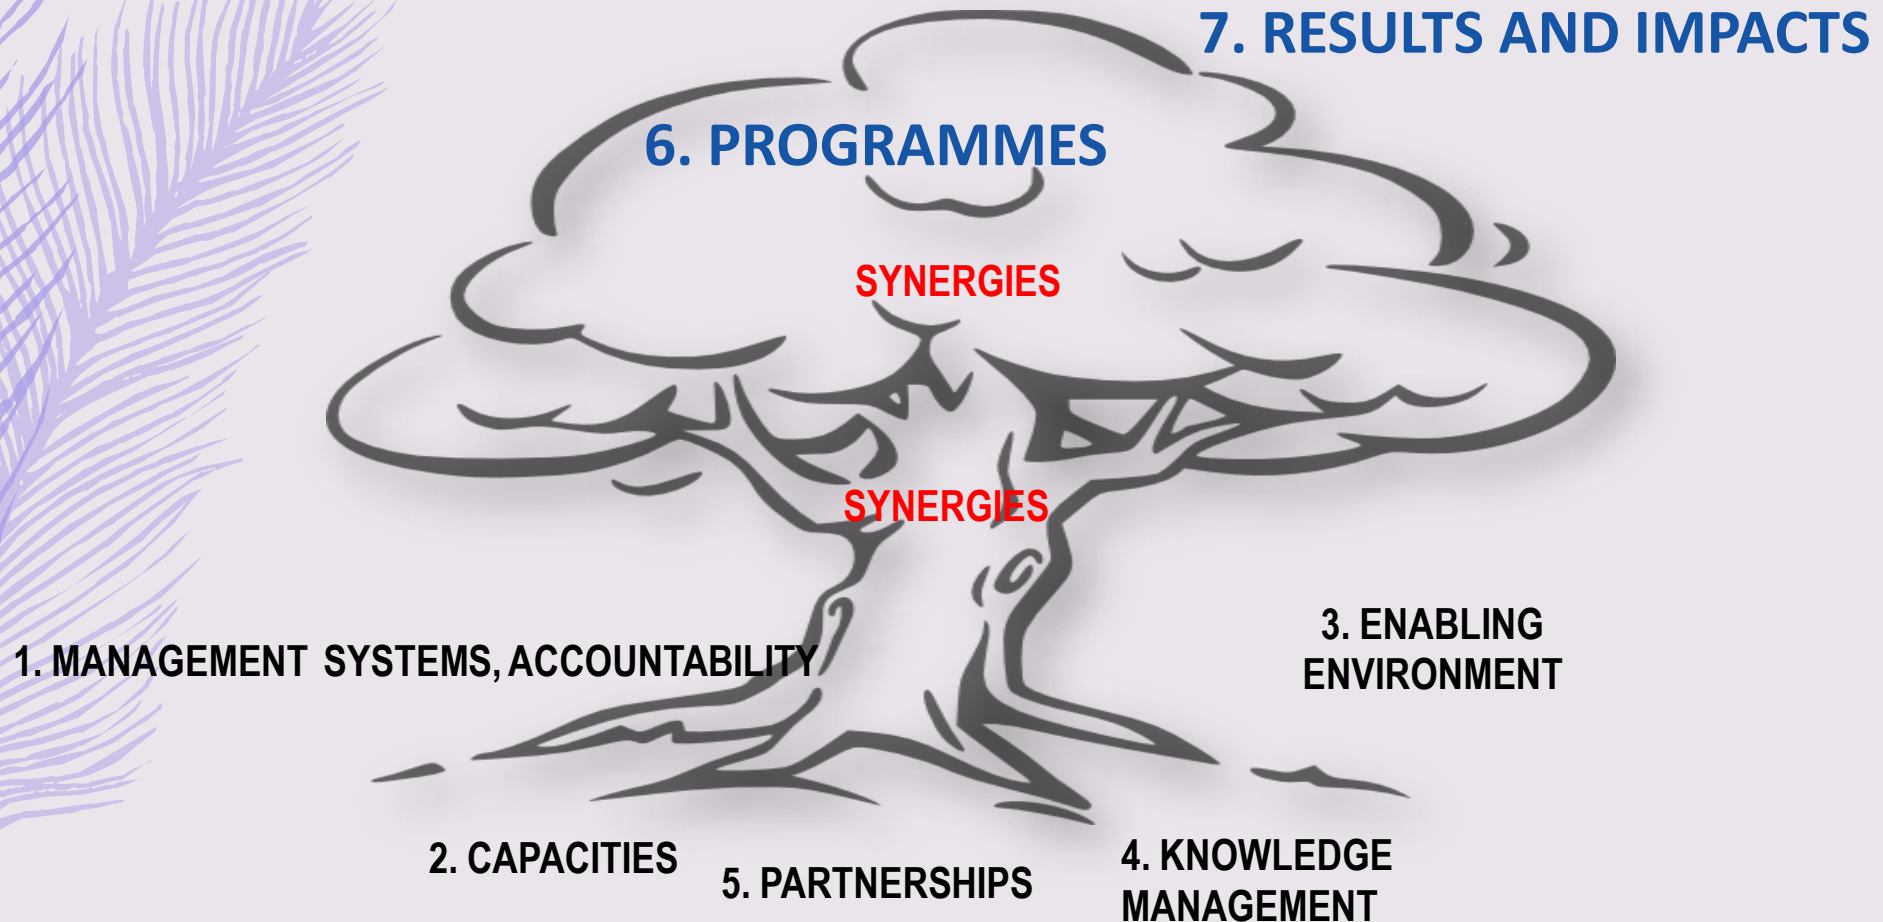 7. RESULTS AND IMPACTS
6. PROGRAMMES
SYNERGIES
SYNERGIES
3. ENABLING
ENVIRONMENT
1. MANAGEMENT SYSTEMS, ACCOUNTABILITY
2. CAPACITIES
5. PARTNERSHIPS
4. KNOWLEDGE
MANAGEMENT